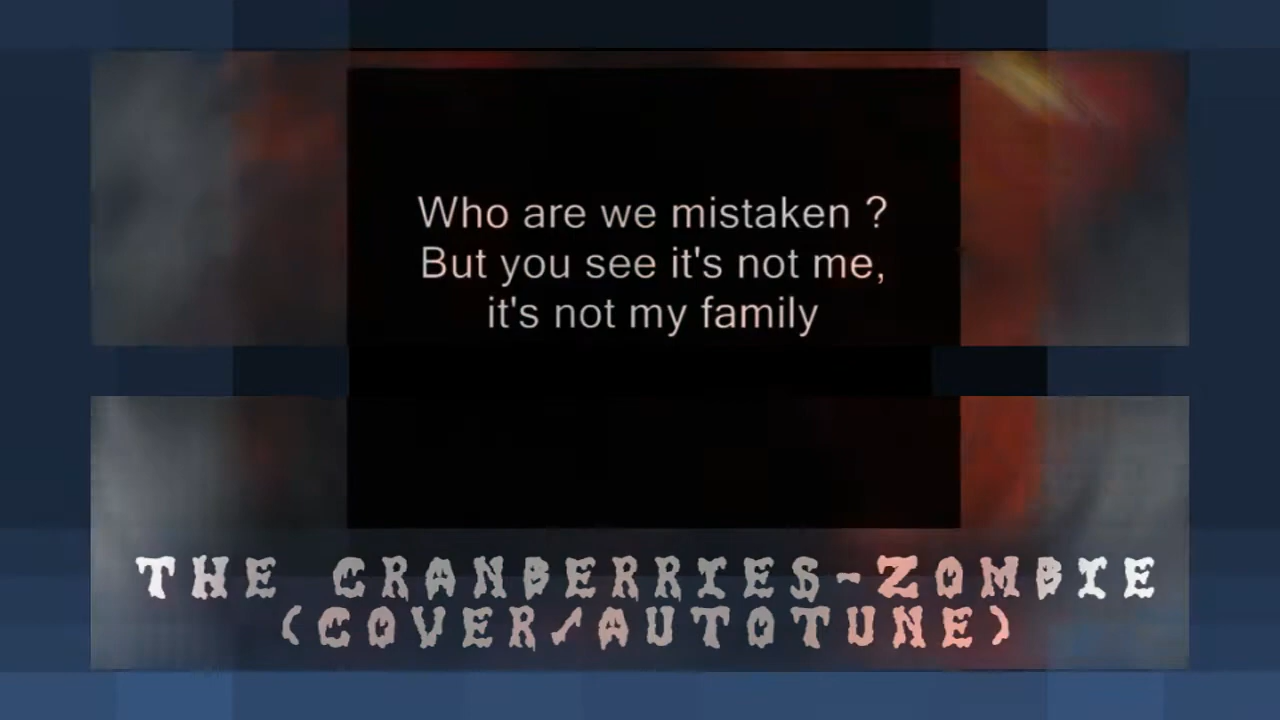 Who are we mistaken ?
But you see it's not me,
it's not my family
THE CRANBERRIES-ZOMBIE
(COVER/AUTOTUNE)